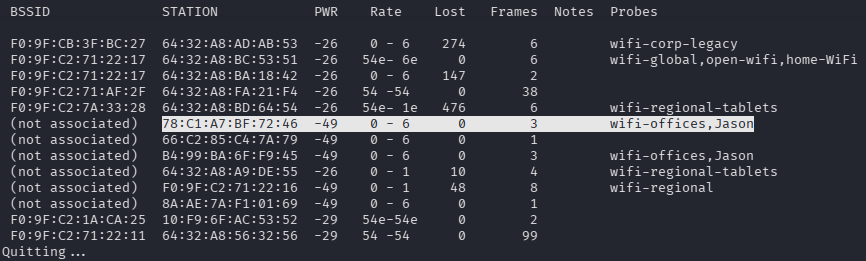 BSSID STATION PWR Rate Lost Frames Notes Probes
F0:9F:CB:3F:BC:27 64:32:A8:AD:AB:53 -26 0 - 6 274 6 wifi-corp-legacy
F0:9F:C2:71:22:17 64:32:A8:BC:53:51 -26 54e- 6e 0 6 wifi-global,open-wifi,home-WiFi
F0:9F:C2:71:22:17 64:32:A8:BA:18:42 -26 0 - 6 147 2
F0:9F:C2:71:AF:2F 64:32:A8:FA:21:F4 -26 54 -54 0 38
F0:9F:C2:7A:33:28 64:32:A8:BD:64:54 -26 54e- 1e 476 6 wifi-regional-tablets
(not associated) 78:C1:A7:BF:72:46 -49 0 - 6 0 3 wifi-offices,Jason
(not associated) 66:C2:85:C4:7A:79 -49 0 - 6 0 1
(not associated) B4:99:BA:6F:F9:45 -49 0 - 6 0 3 wifi-offices,Jason
(not associated) 64:32:A8:A9:DE:55 -26 0 - 1 10 4 wifi-regional-tablets
(not associated) F0:9F:C2:71:22:16 -49 0 - 1 48 8 wifi-regional
(not associated) 8A:AE:7A:F1:01:69 -49 0 - 6 0 1
F0:9F:C2:1A:CA:25 10:F9:6F:AC:53:52 -29 54e-54e 0 2
F0:9F:C2:71:22:11 64:32:A8:56:32:56 -29 54 -54 0 99
Quitting...